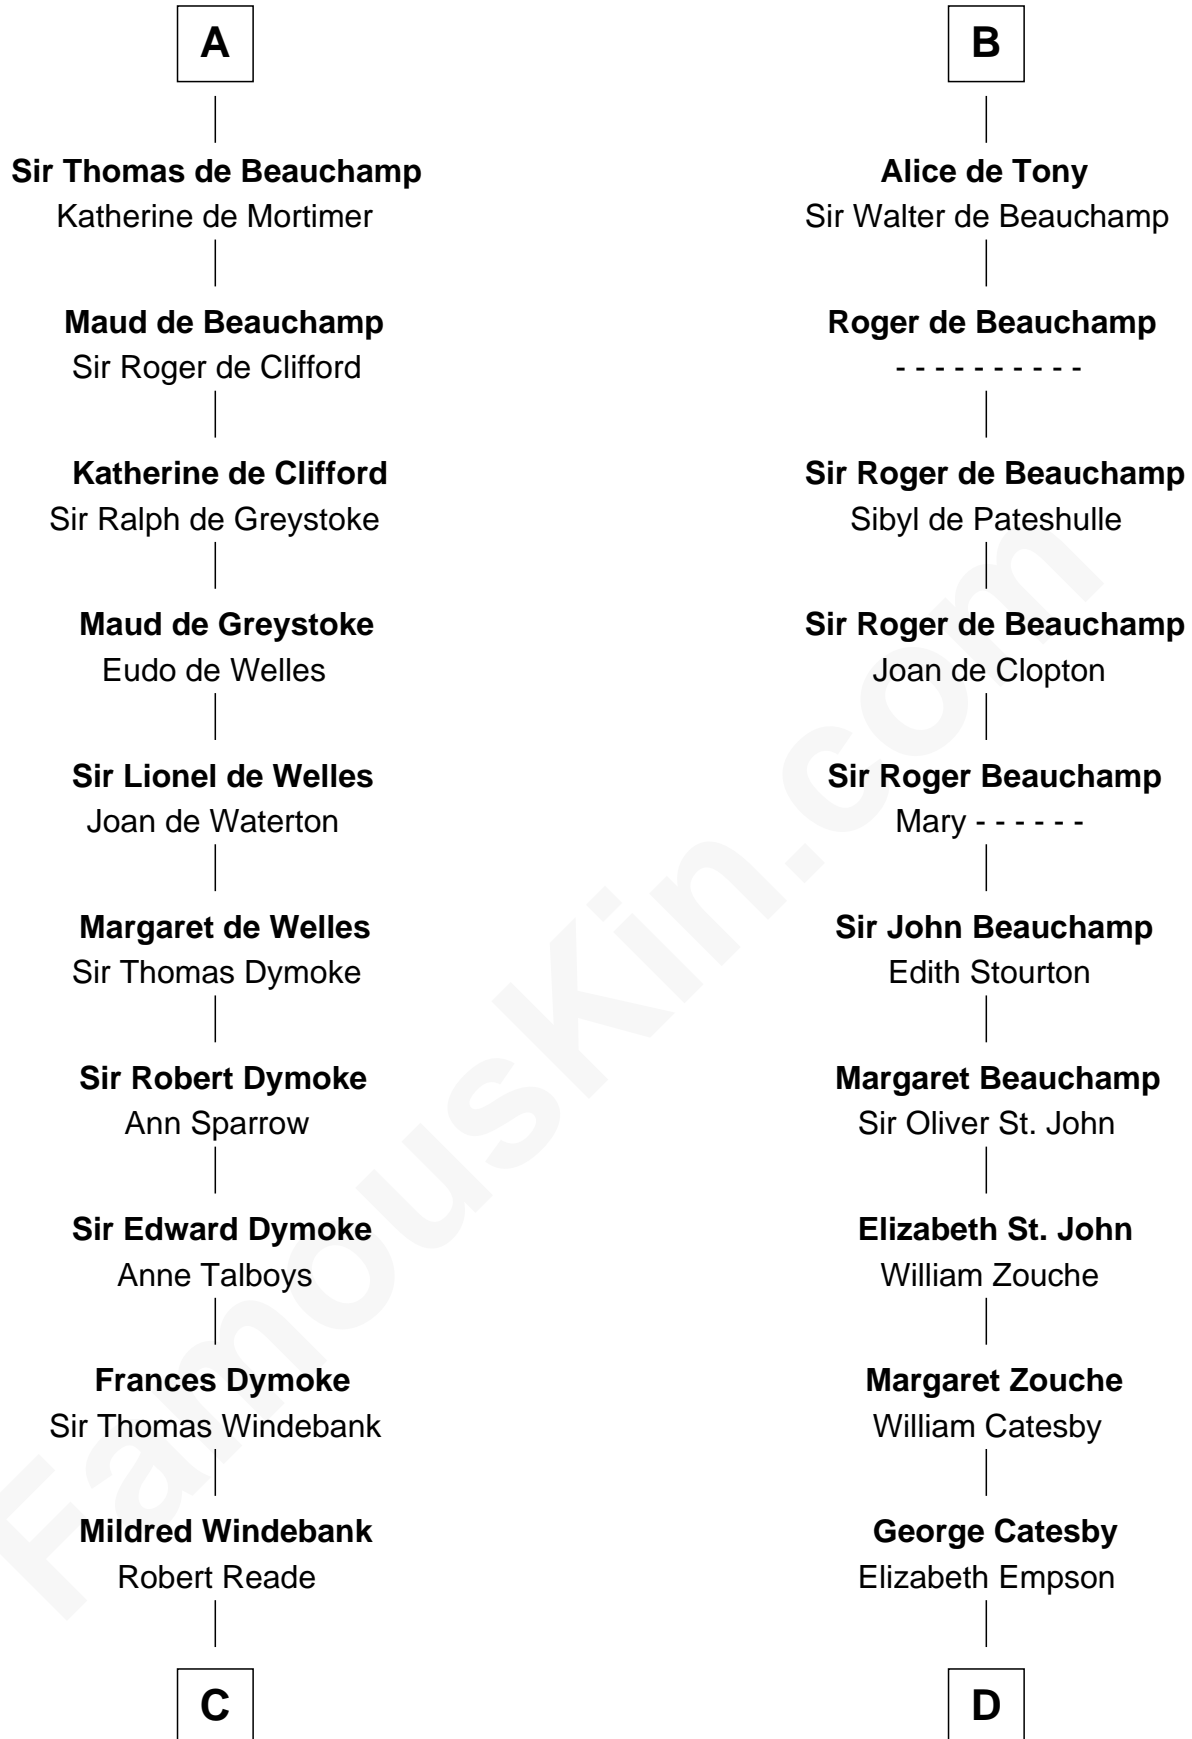 A
Sir Thomas de Beauchamp
Katherine de Mortimer
Maud de Beauchamp
Sir Roger de Clifford
Katherine de Clifford
Sir Ralph de Greystoke
Maud de Greystoke
Eudo de Welles
Sir Lionel de Welles
Joan de Waterton
Margaret de Welles
Sir Thomas Dymoke
Sir Robert Dymoke
Ann Sparrow
Sir Edward Dymoke
Anne Talboys
Frances Dymoke
Sir Thomas Windebank
Mildred Windebank
Robert Reade
C
B
Alice de Tony
Sir Walter de Beauchamp
Roger de Beauchamp
- - - - - - - - - -
Sir Roger de Beauchamp
Sibyl de Pateshulle
Sir Roger de Beauchamp
Joan de Clopton
Sir Roger Beauchamp
Mary - - - - - -
Sir John Beauchamp
Edith Stourton
Margaret Beauchamp
Sir Oliver St. John
Elizabeth St. John
William Zouche
Margaret Zouche
William Catesby
George Catesby
Elizabeth Empson
D
FamousKin.com